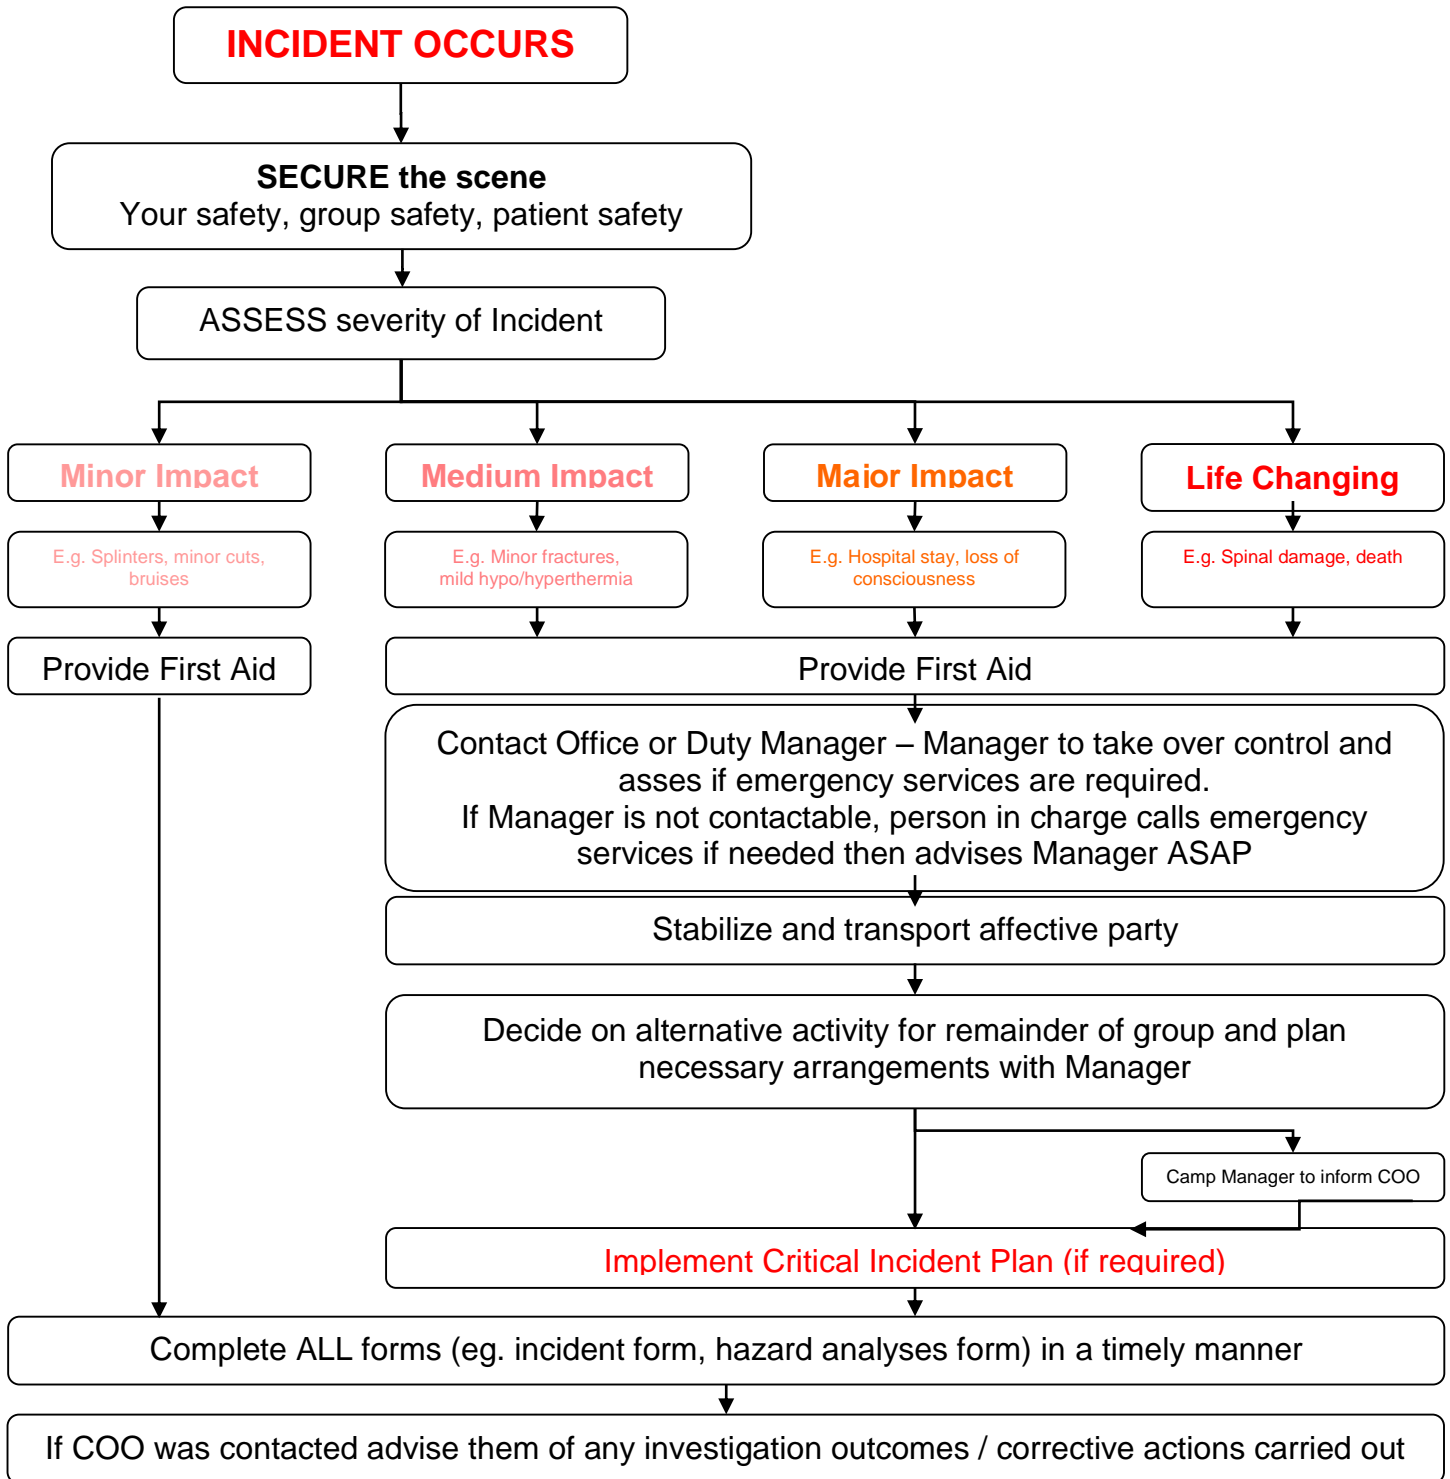 INCIDENT OCCURS
SECURE the scene
Your safety, group safety, patient safety
ASSESS severity of Incident
Minor Impact
Medium Impact
Major Impact
Life Changing
E.g. Splinters, minor cuts,
bruises
E.g. Minor fractures,
mild hypo/hyperthermia
E.g. Hospital stay, loss of
consciousness
E.g. Spinal damage, death
Provide First Aid
Provide First Aid
Contact Office or Duty Manager – Manager to take over control and
asses if emergency services are required.
If Manager is not contactable, person in charge calls emergency
services if needed then advises Manager ASAP
Stabilize and transport affective party
Decide on alternative activity for remainder of group and plan
necessary arrangements with Manager
Camp Manager to inform COO
Implement Critical Incident Plan (if required)
Complete ALL forms (eg. incident form, hazard analyses form) in a timely manner
If COO was contacted advise them of any investigation outcomes / corrective actions carried out